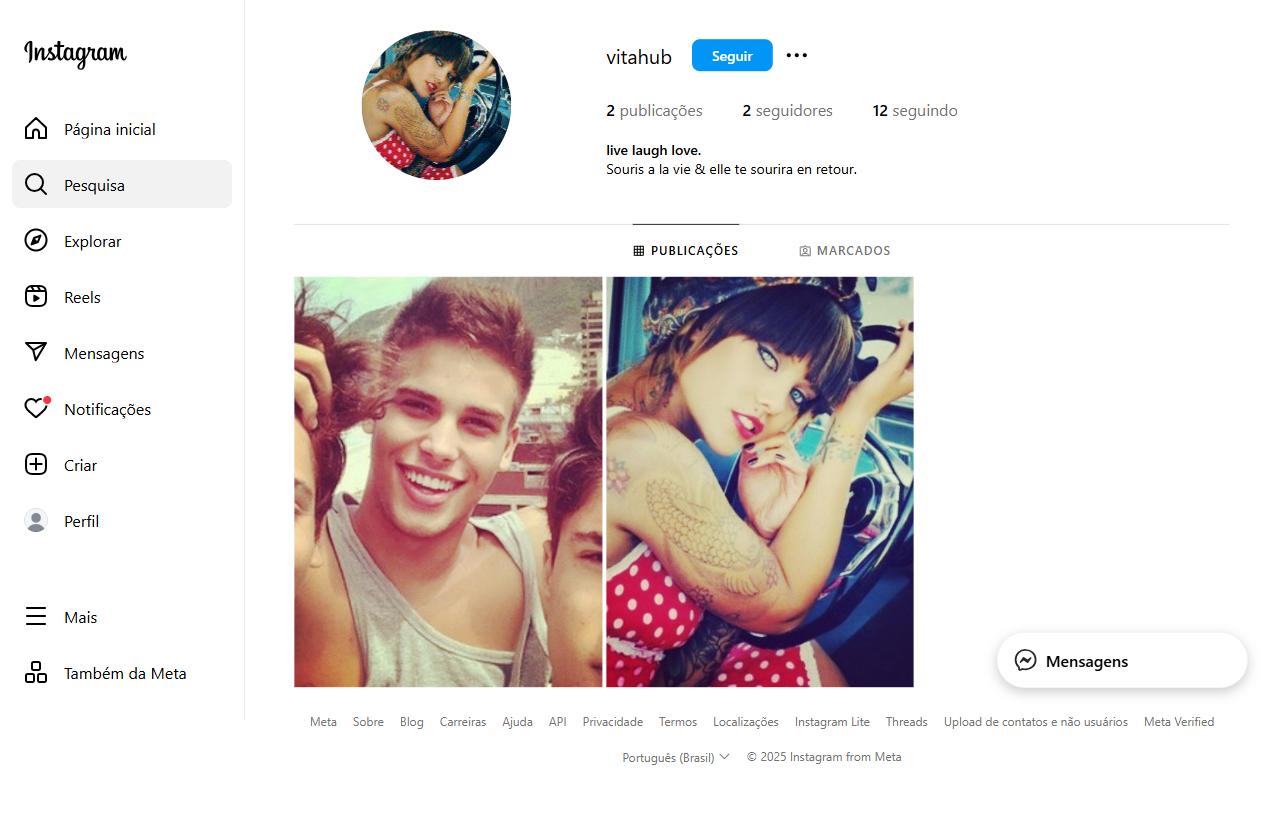 Instagram
Página inicial
Pesquisa
Explorar
Reels
Mensagens
Notificações
Criar
Perfil
Mais
Também da Meta
vitahub Seguir
2 publicações 2 seguidores 12 seguindo
live laugh love.
Souris a la vie & elle te sourira en retour.
PUBLICAÇÕES MARCADOS
Mensagens
Meta Sobre Blog Carreiras Ajuda API Privacidade Termos Localizações Instagram Lite Threads Upload de contatos e não usuários Meta Verified
Português (Brasil) © 2025 Instagram from Meta